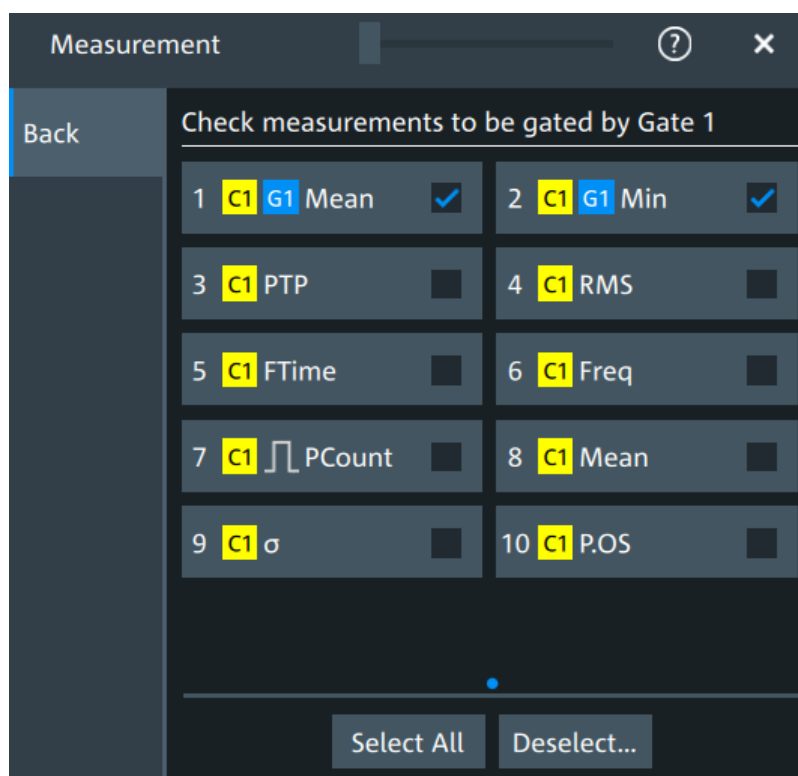 Measurement ?
Back
Check measurements to be gated by Gate 1
1 C1 G1 Mean
2 C1 G1 Min
3 C1 PTP
4 C1 RMS
5 C1 FTime
6 C1 Freq
7 C1 PCount
8 C1 Mean
9 C1 σ
10 C1 P.OS
Select All
Deselect...